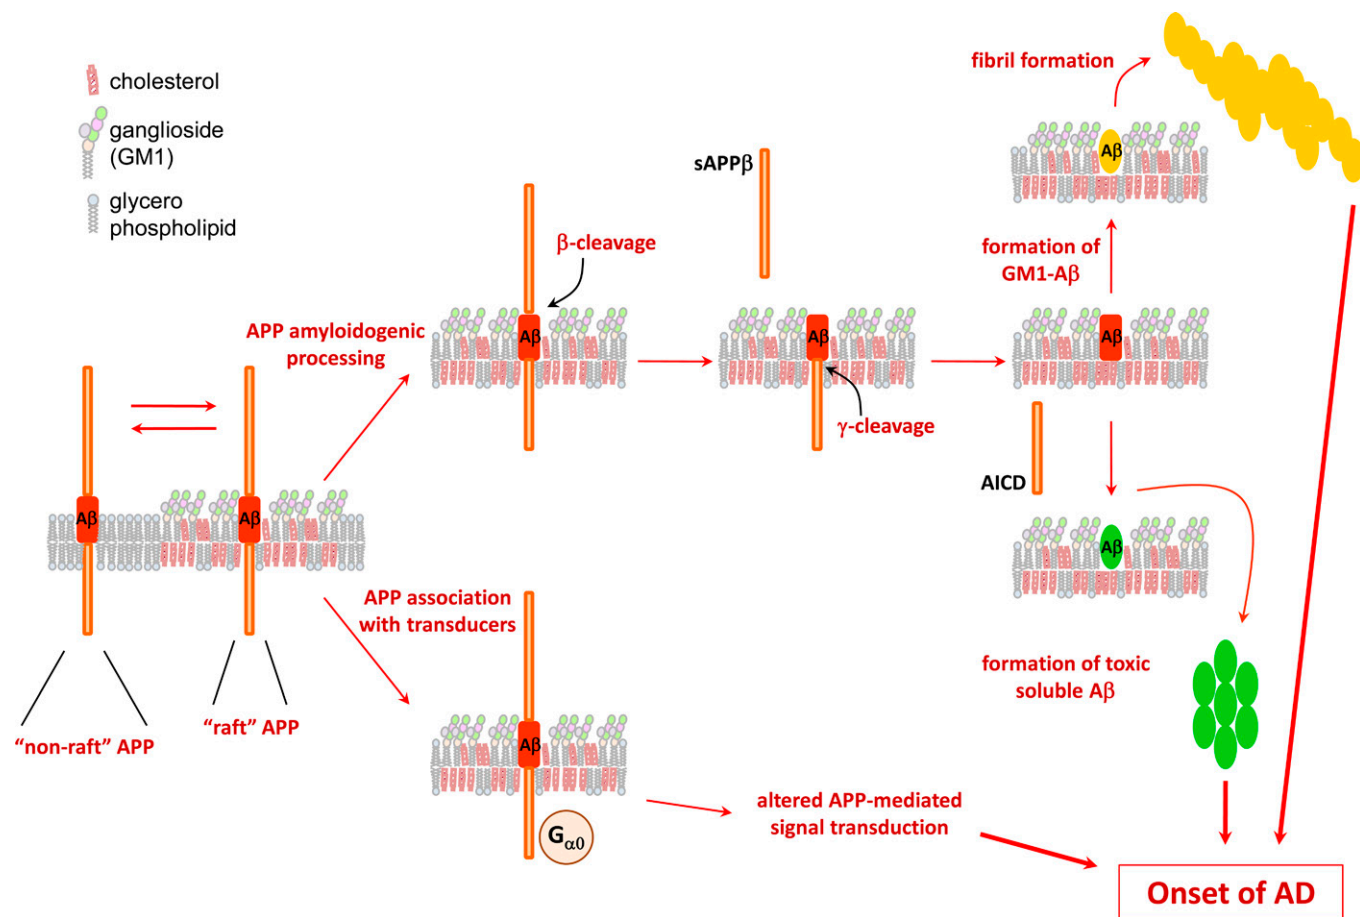 cholesterol
ganglioside
(GM1)
glycero
phospholipid
fibril formation
Aβ
sAPPβ
β-cleavage
formation of
GM1-Aβ
APP amyloidogenic
processing
Aβ
Aβ
Aβ
γ-cleavage
AICD
Aβ
Aβ
Aβ
APP association
with transducers
formation of toxic
soluble Aβ
"non-raft" APP
"raft" APP
Aβ
altered APP-mediated
signal transduction
Gα0
Onset of AD